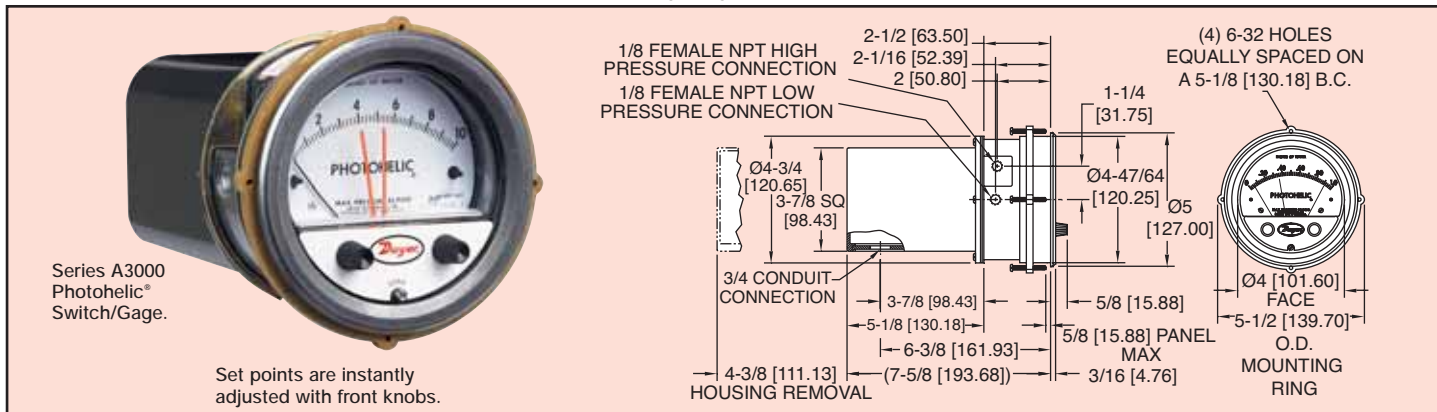 Series A3000
Photohelic®
Switch/Gage.
Set points are instantly
adjusted with front knobs.
2
4
6
8
10
PHOTOHELIC
Dwyer
1/8 FEMALE NPT HIGH
PRESSURE CONNECTION
1/8 FEMALE NPT LOW
PRESSURE CONNECTION
2-1/2 [63.50]
2-1/16 [52.39]
2 [50.80]
1-1/4
[31.75]
Ø4-3/4
[120.65]
3-7/8 SQ
[98.43]
Ø4-47/64
[120.25]
Ø5
[127.00]
3/4 CONDUIT
CONNECTION
3-7/8 [98.43]
5-1/8 [130.18]
6-3/8 [161.93]
(7-5/8 [193.68])
4-3/8 [111.13]
HOUSING REMOVAL
5/8 [15.88]
5/8 [15.88] PANEL
MAX
3/16 [4.76]
(4) 6-32 HOLES
EQUALLY SPACED ON
A 5-1/8 [130.18] B.C.
PHOTOHELIC
Dwyer
Ø4 [101.60]
FACE
5-1/2 [139.70]
O.D.
MOUNTING
RING